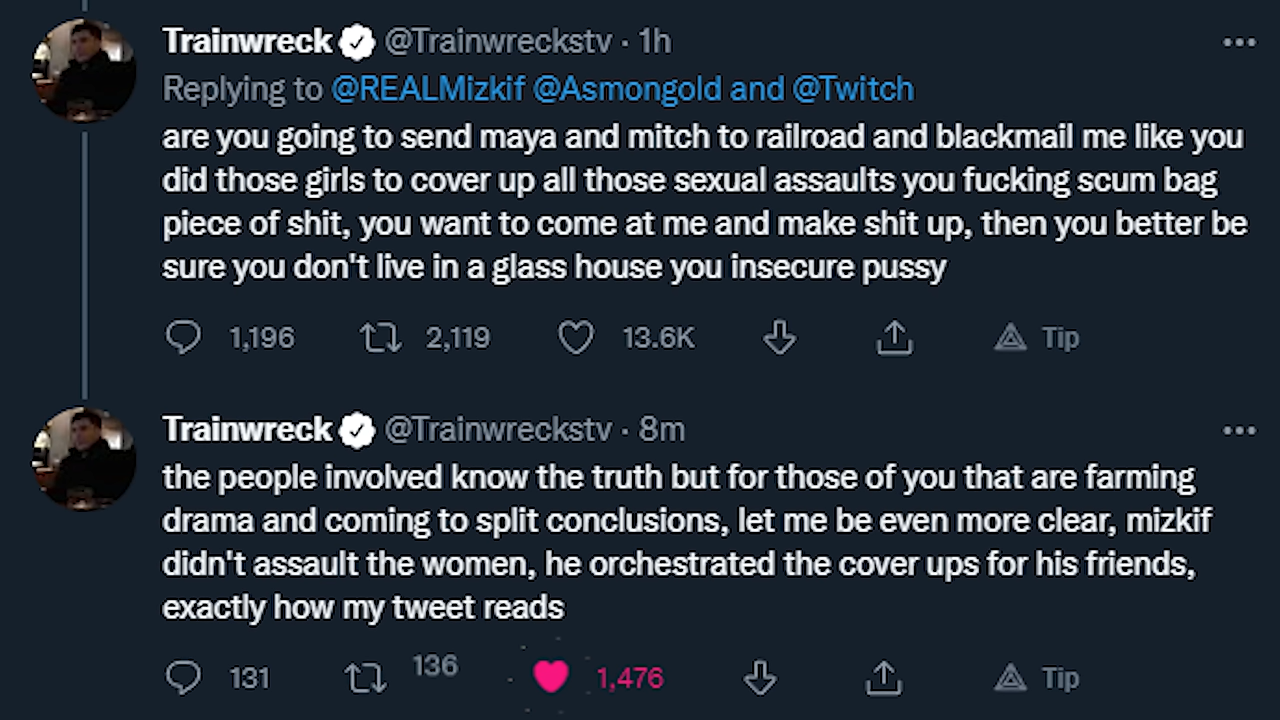 Trainwreck @Trainwreckstv · 1h
Replying to @REALMizkif @Asmongold and @Twitch
are you going to send maya and mitch to railroad and blackmail me like you
did those girls to cover up all those sexual assaults you fucking scum bag
piece of shit, you want to come at me and make shit up, then you better be
sure you don't live in a glass house you insecure pussy
1,196 2,119 13.6K Tip
Trainwreck @Trainwreckstv · 8m
the people involved know the truth but for those of you that are farming
drama and coming to split conclusions, let me be even more clear, mizkif
didn't assault the women, he orchestrated the cover ups for his friends,
exactly how my tweet reads
131 136 1,476 Tip